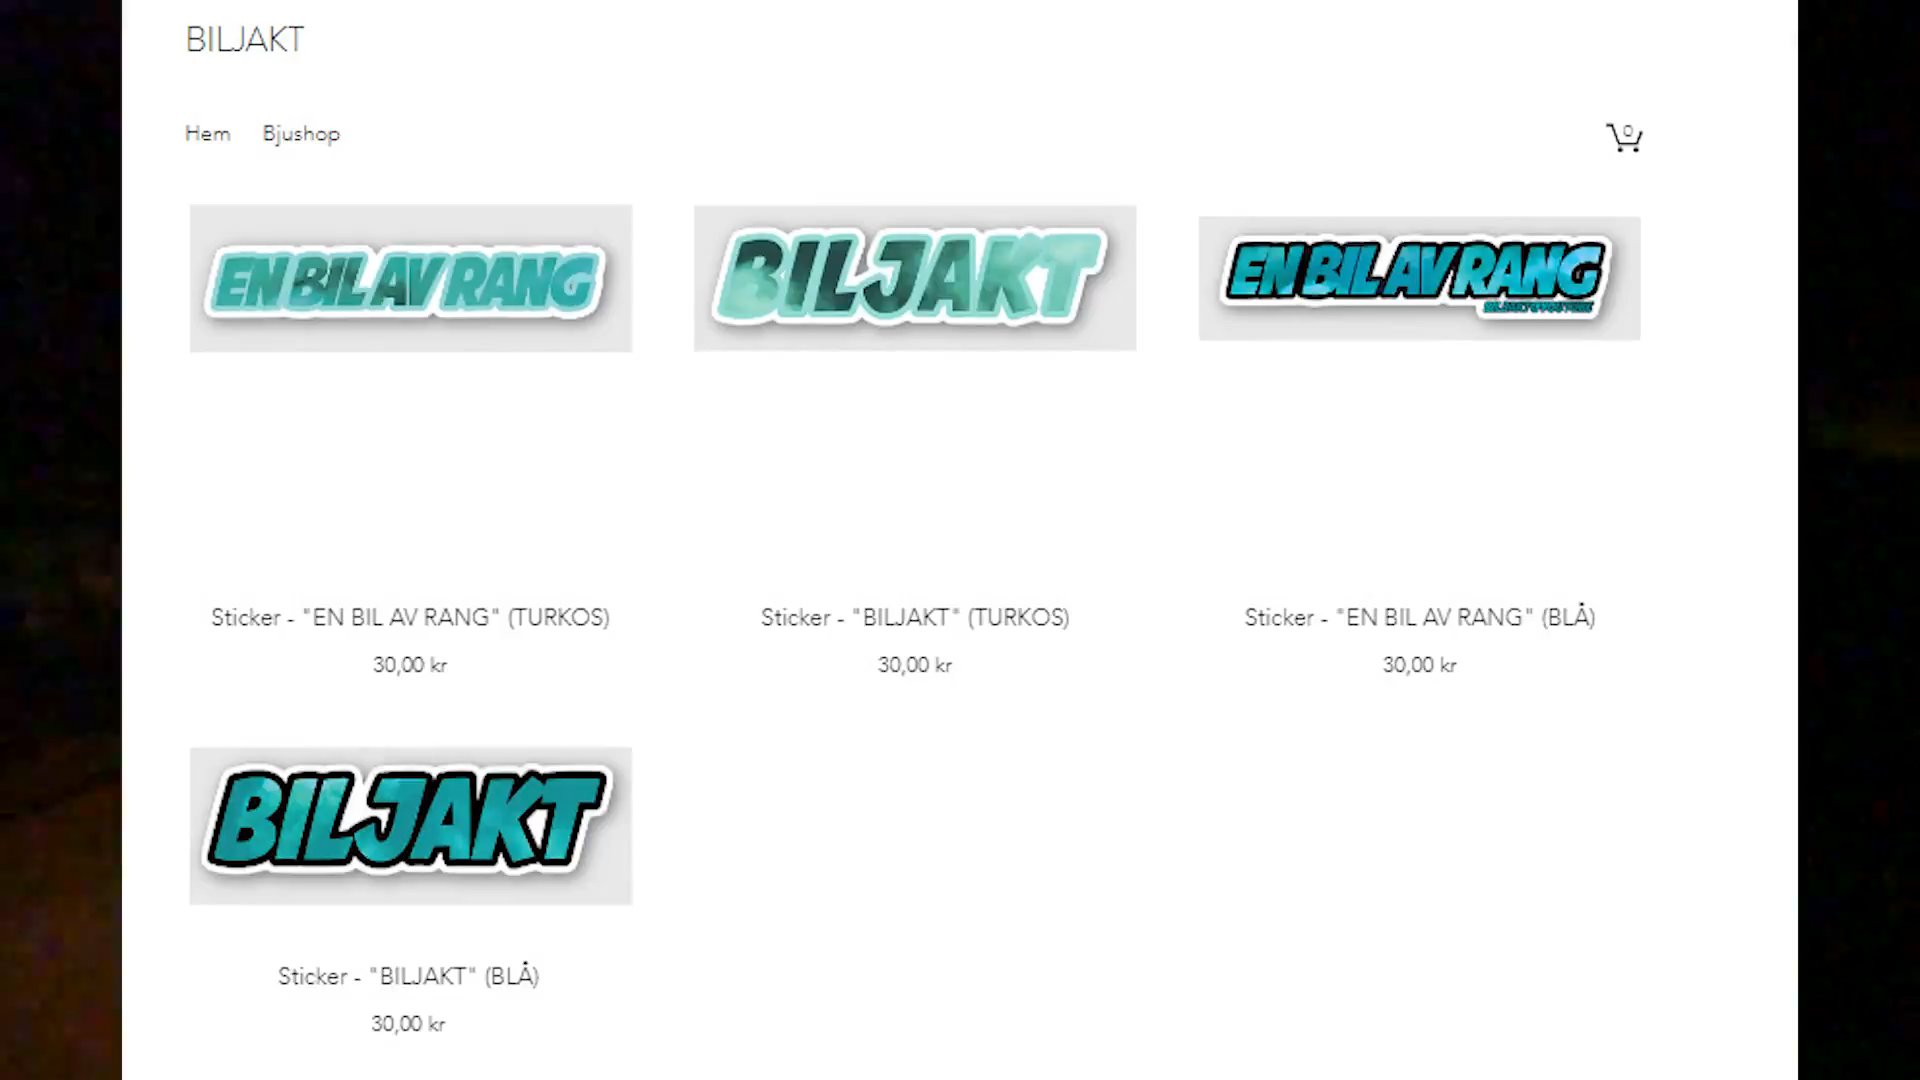 BILJAKT
Hem Bjushop
0
EN BIL AV RANG
BILJAKT
EN BIL AV RANG
Sticker - "EN BIL AV RANG" (TURKOS)
30,00 kr
Sticker - "BILJAKT" (TURKOS)
30,00 kr
Sticker - "EN BIL AV RANG" (BLÅ)
30,00 kr
BILJAKT
Sticker - "BILJAKT" (BLÅ)
30,00 kr